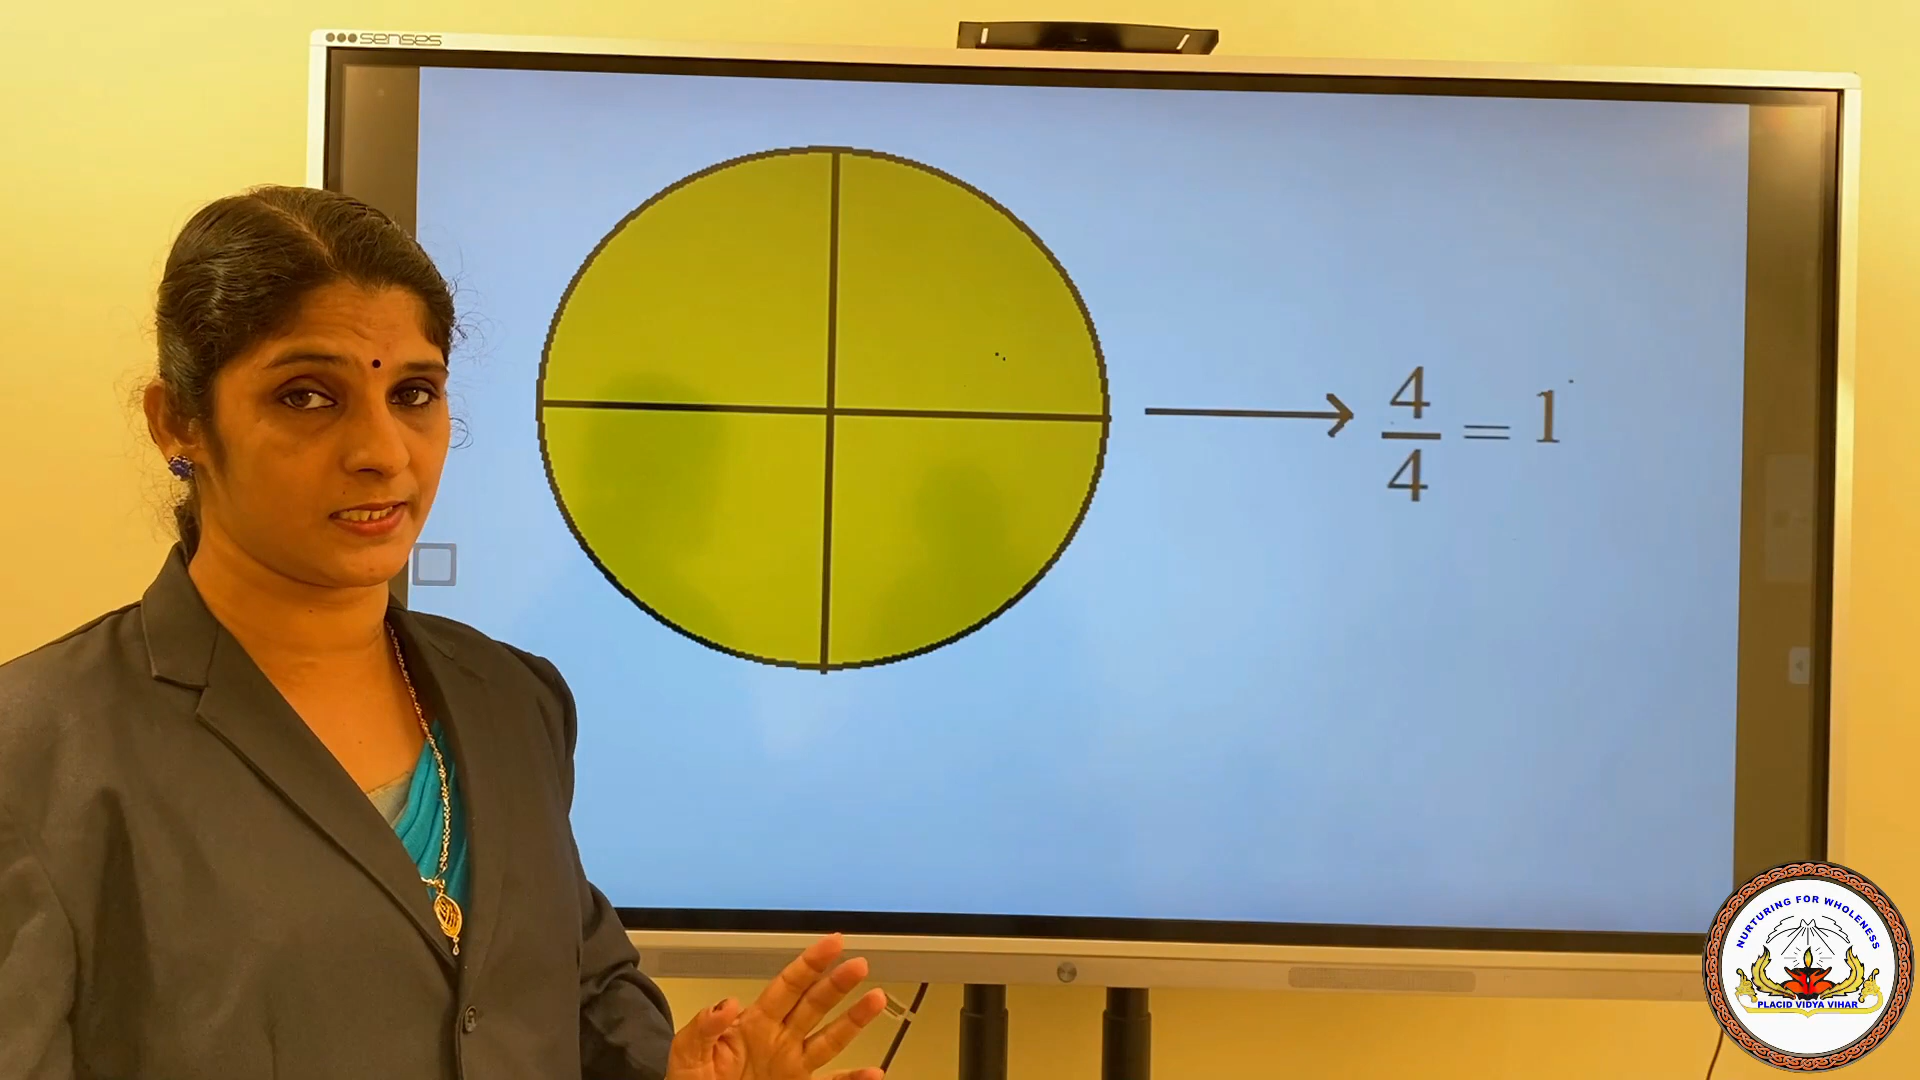 senses
4/4 = 1
NURTURING FOR WHOLENESS
PLACID VIDYA VIHAR